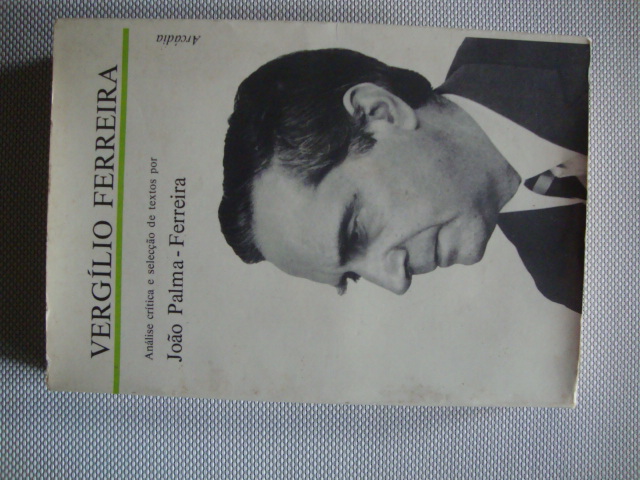 VERGÍLIO FERREIRA
Análise crítica e selecção de textos por
João Palma-Ferreira
Arcádia